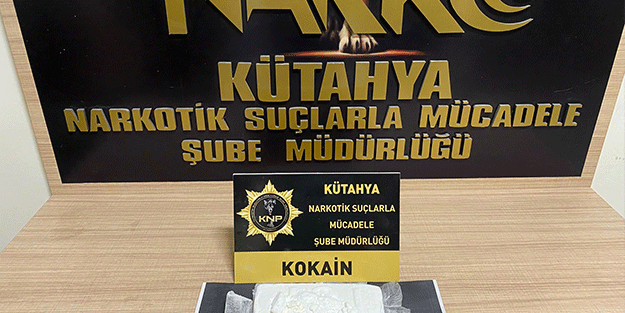 KÜTAHYA
NARKOTİK SUÇLARLA MÜCADELE
ŞUBE MÜDÜRLÜĞÜ
KNP
KÜTAHYA
NARKOTİK SUÇLARLA
MÜCADELE
ŞUBE MÜDÜRLÜĞÜ
KOKAİN